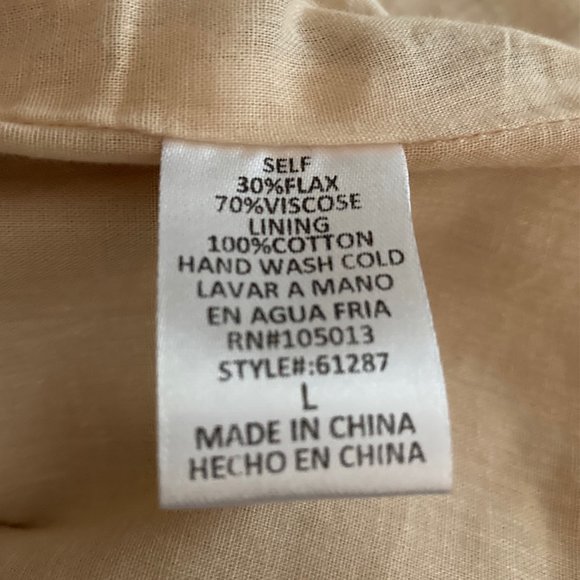 SELF
30%FLAX
70%VISCOSE
LINING
100%COTTON
HAND WASH COLD
LAVAR A MANO
EN AGUA FRIA
RN#105013
STYLE#:61287
L
MADE IN CHINA
HECHO EN CHINA